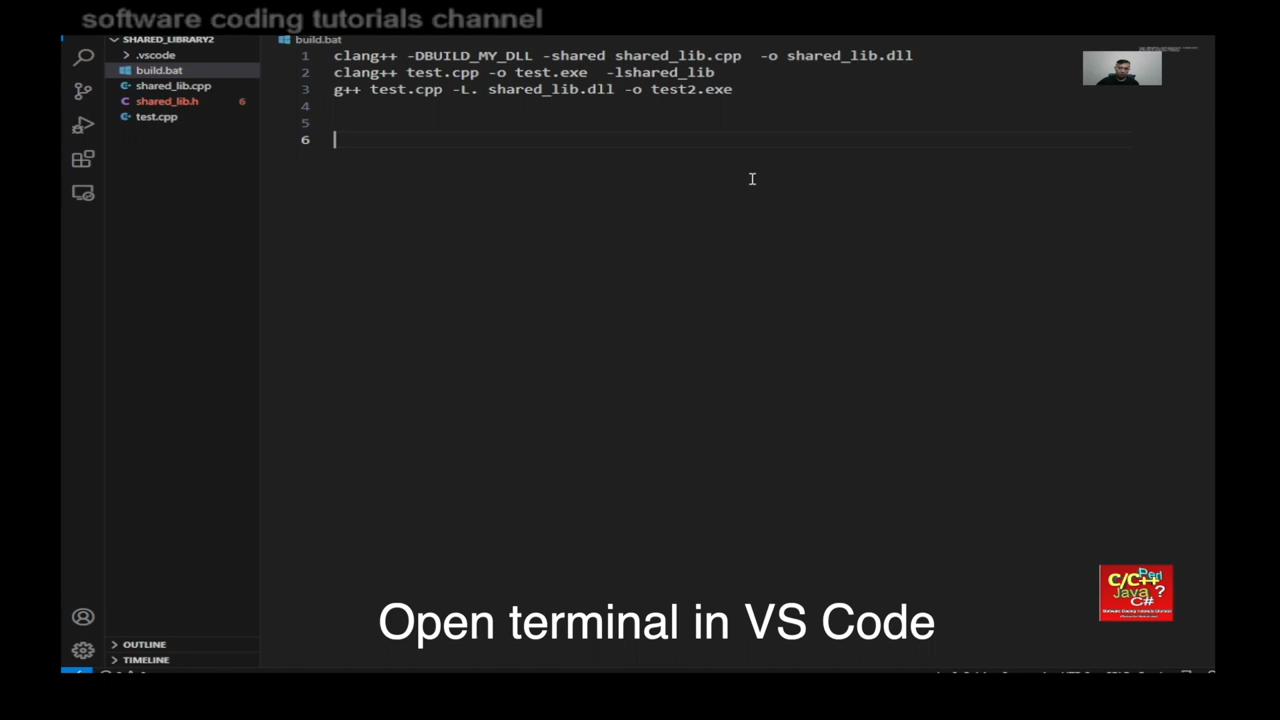 software coding tutorials channel
SHARED_LIBRARY2
.vscode
build.bat
shared_lib.cpp
shared_lib.h 6
test.cpp
build.bat
1 clang++ -DBUILD_MY_DLL -shared shared_lib.cpp -o shared_lib.dll
2 clang++ test.cpp -o test.exe -lshared_lib
3 g++ test.cpp -L. shared_lib.dll -o test2.exe
4
5
6
C/C++
Perl
Java ?
C#
Open terminal in VS Code
OUTLINE
TIMELINE